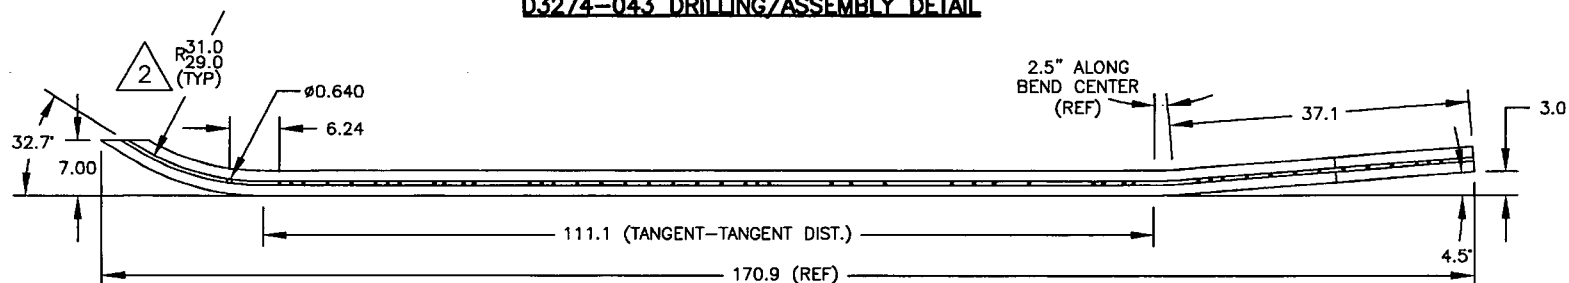 D3274-043 DRILLING/ASSEMBLY DETAIL
2
R31.0
29.0
(TYP)
ø0.640
6.24
2.5" ALONG
BEND CENTER
(REF)
37.1
3.0
32.7°
7.00
111.1 (TANGENT-TANGENT DIST.)
4.5°
170.9 (REF)